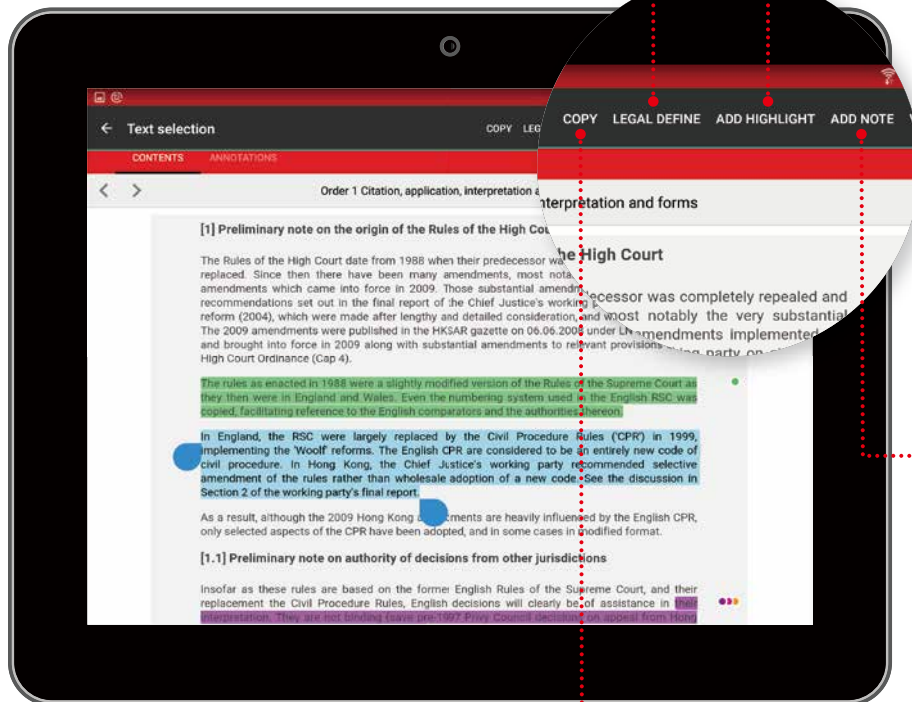 Text selection
COPY LEG
COPY LEGAL DEFINE ADD HIGHLIGHT ADD NOTE
CONTENTS ANNOTATIONS
Order 1 Citation, application, interpretation a
nterpretation and forms
[1] Preliminary note on the origin of the Rules of the High Cou
he High Court
The Rules of the High Court date from 1988 when their predecessor wa
replaced. Since then there have been many amendments, most nota
amendments which came into force in 2009. Those substantial amendm
recommendations set out in the final report of the Chief Justice's working p
reform (2004), which were made after lengthy and detailed consideration, and w
The 2009 amendments were published in the HKSAR gazette on 06.06.2008 under LN
and brought into force in 2009 along with substantial amendments to relevant provisions
High Court Ordinance (Cap 4).
decessor was completely repealed and
most notably the very substantial
amendments implemented
party on
The rules as enacted in 1988 were a slightly modified version of the Rules of the Supreme Court as
they then were in England and Wales. Even the numbering system used in the English RSC was
copied, facilitating reference to the English comparators and the authorities thereon.
In England, the RSC were largely replaced by the Civil Procedure Rules ('CPR') in 1999,
implementing the 'Woolf' reforms. The English CPR are considered to be an entirely new code of
civil procedure. In Hong Kong, the Chief Justice's working party recommended selective
amendment of the rules rather than wholesale adoption of a new code. See the discussion in
Section 2 of the working party's final report.
As a result, although the 2009 Hong Kong ments are heavily influenced by the English CPR,
only selected aspects of the CPR have been adopted, and in some cases in modified format.
[1.1] Preliminary note on authority of decisions from other jurisdictions
Insofar as these rules are based on the former English Rules of the Supreme Court, and their
replacement the Civil Procedure Rules, English decisions will clearly be of assistance in their
interpretation. They are not binding (save pre-1997 Privy Council decisions on appeal from Hong